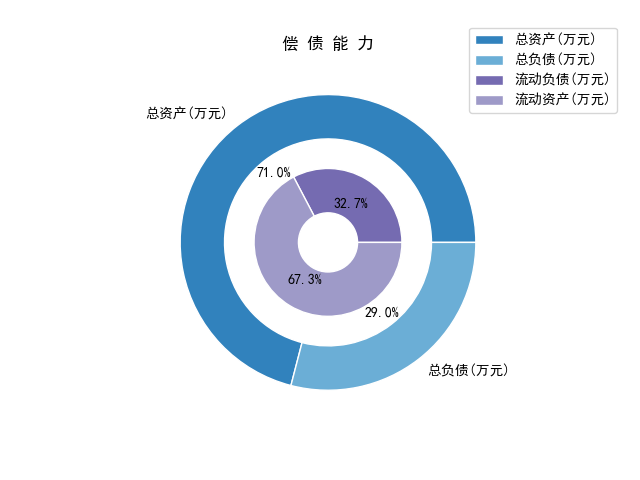 偿 债 能 力
总资产(万元)
总负债(万元)
流动负债(万元)
流动资产(万元)
总资产(万元)
71.0%
32.7%
67.3%
29.0%
总负债(万元)